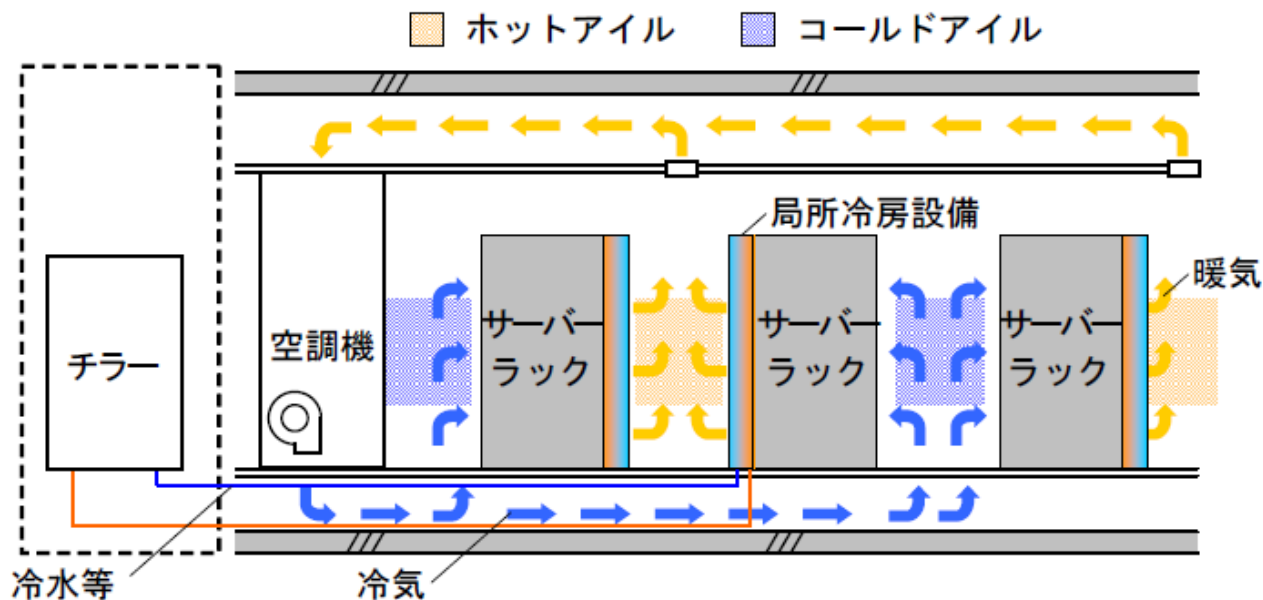 ホットアイル
コールドアイル
局所冷房設備
暖気
チラー
空調機
サーバー
ラック
サーバー
ラック
サーバー
ラック
冷水等
冷気